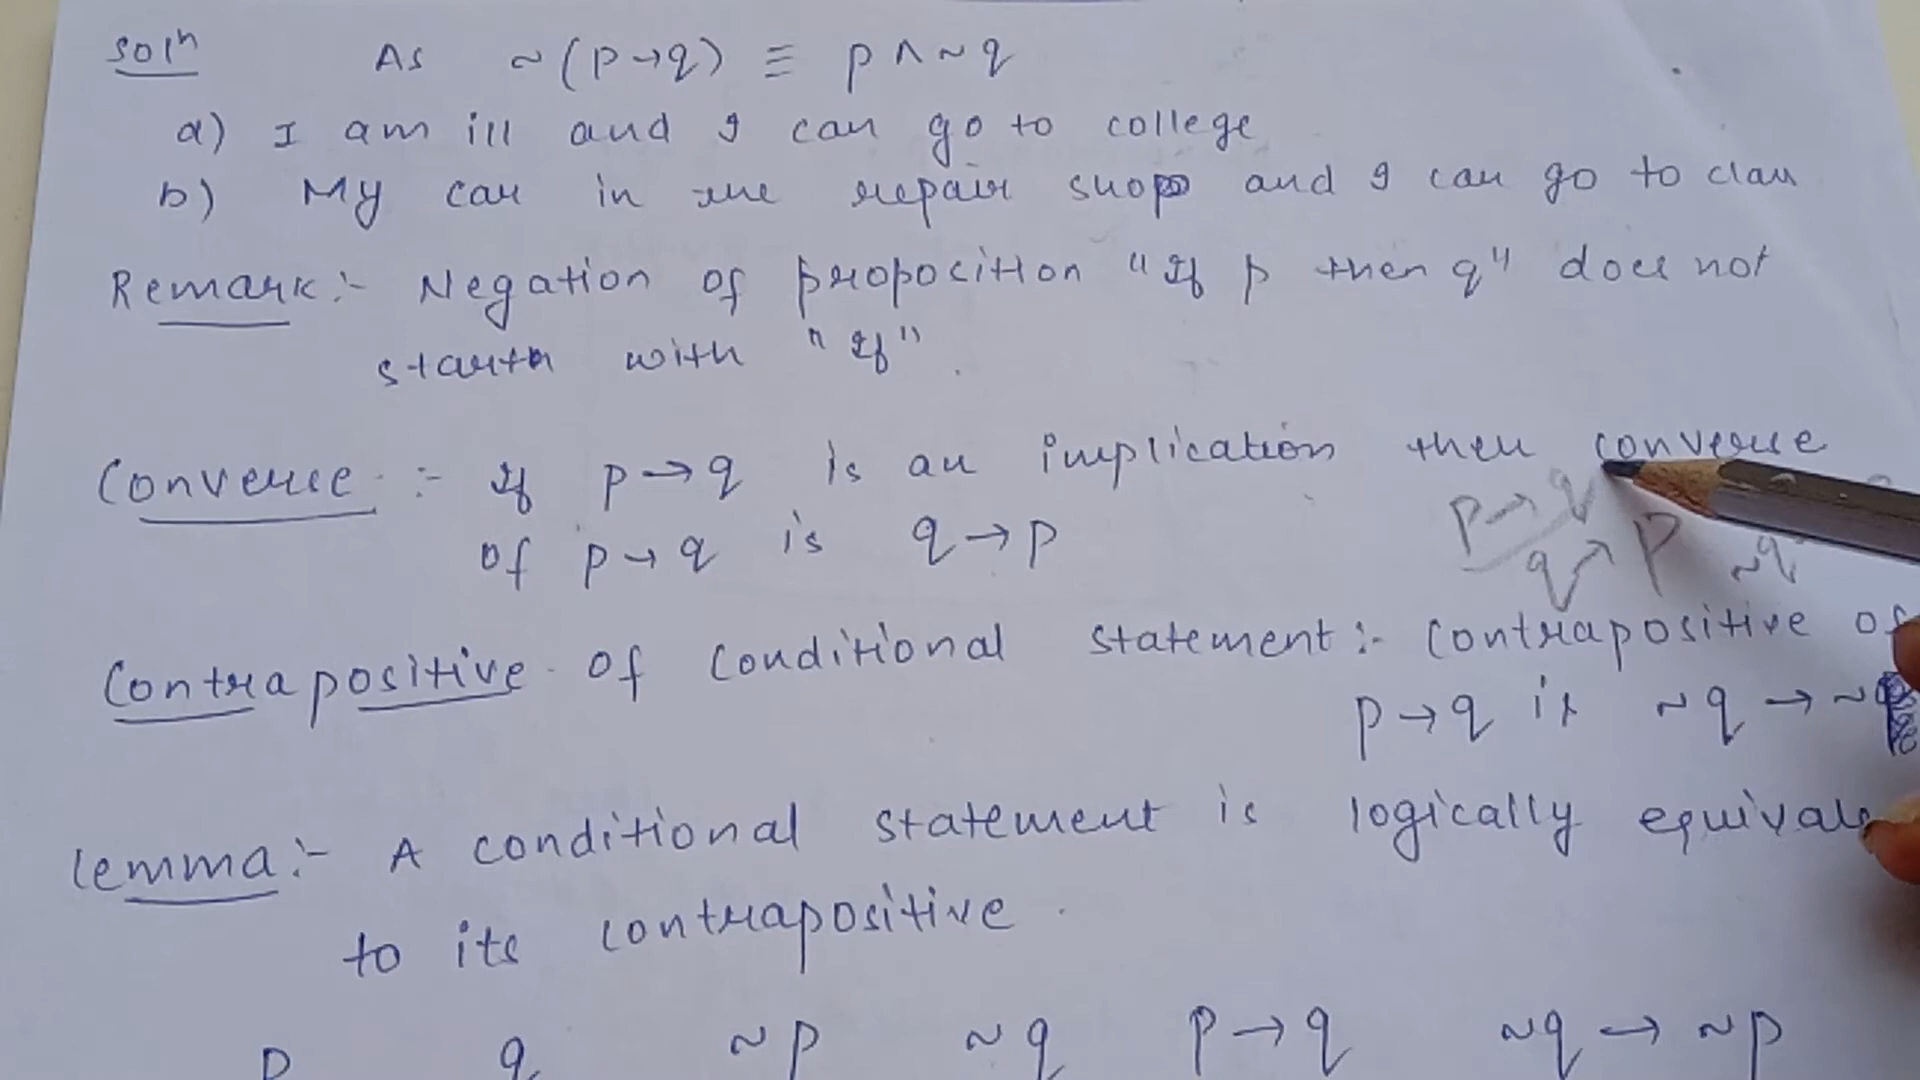 Soln As ~(p→q) ≡ p∧~q
a) I am ill and I can go to college
b) My car in the repair shop and I can go to class
Remark:- Negation of proposition "If p then q" does not
start with "If".
Converse :- If p→q is an implication then converse
of p→q is q→p
p→q
q→p ~q
Contrapositive of conditional statement:- Contrapositive of
p→q is ~q→~
Lemma:- A conditional statement is logically
to its contrapositive.
p q ~p ~q p→q ~q→~p